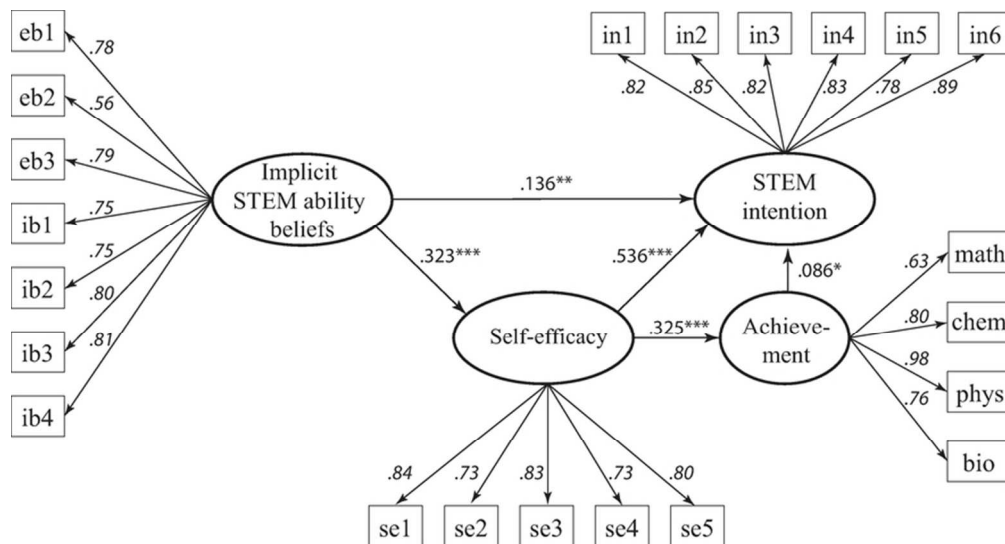 eb1
eb2
eb3
ib1
ib2
ib3
ib4
.78
.56
.79
.75
.75
.80
.81
Implicit
STEM ability
beliefs
in1
in2
in3
in4
in5
in6
.82
.85
.82
.83
.78
.89
STEM
intention
.136**
.323***
.536***
.086*
Self-efficacy
.325***
Achieve-
ment
math
chem
phys
bio
.63
.80
.98
.76
.84
.73
.83
.73
.80
se1
se2
se3
se4
se5